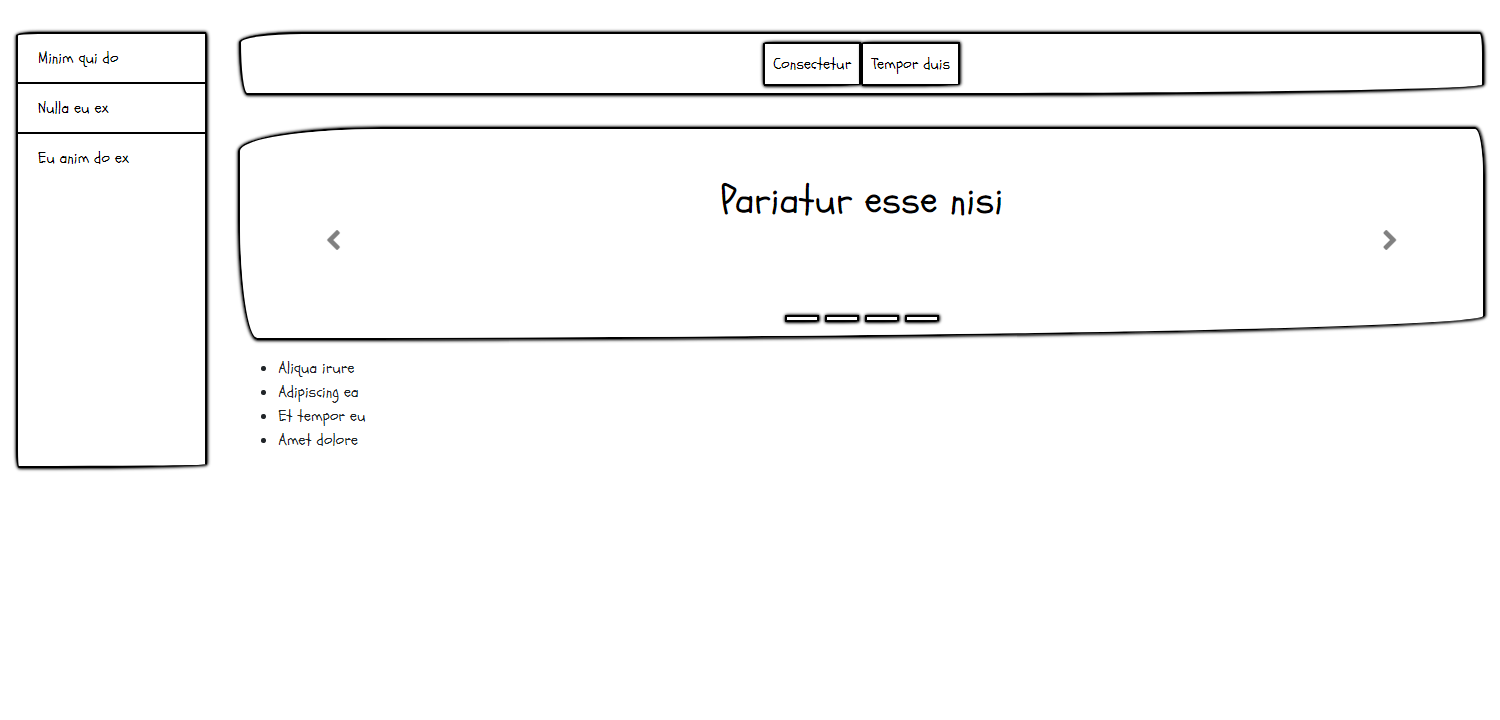 Minim qui do
Nulla eu ex
Eu anim do ex
Consectetur
Tempor duis
Pariatur esse nisi
Aliqua irure
Adipiscing ea
Et tempor eu
Amet dolore